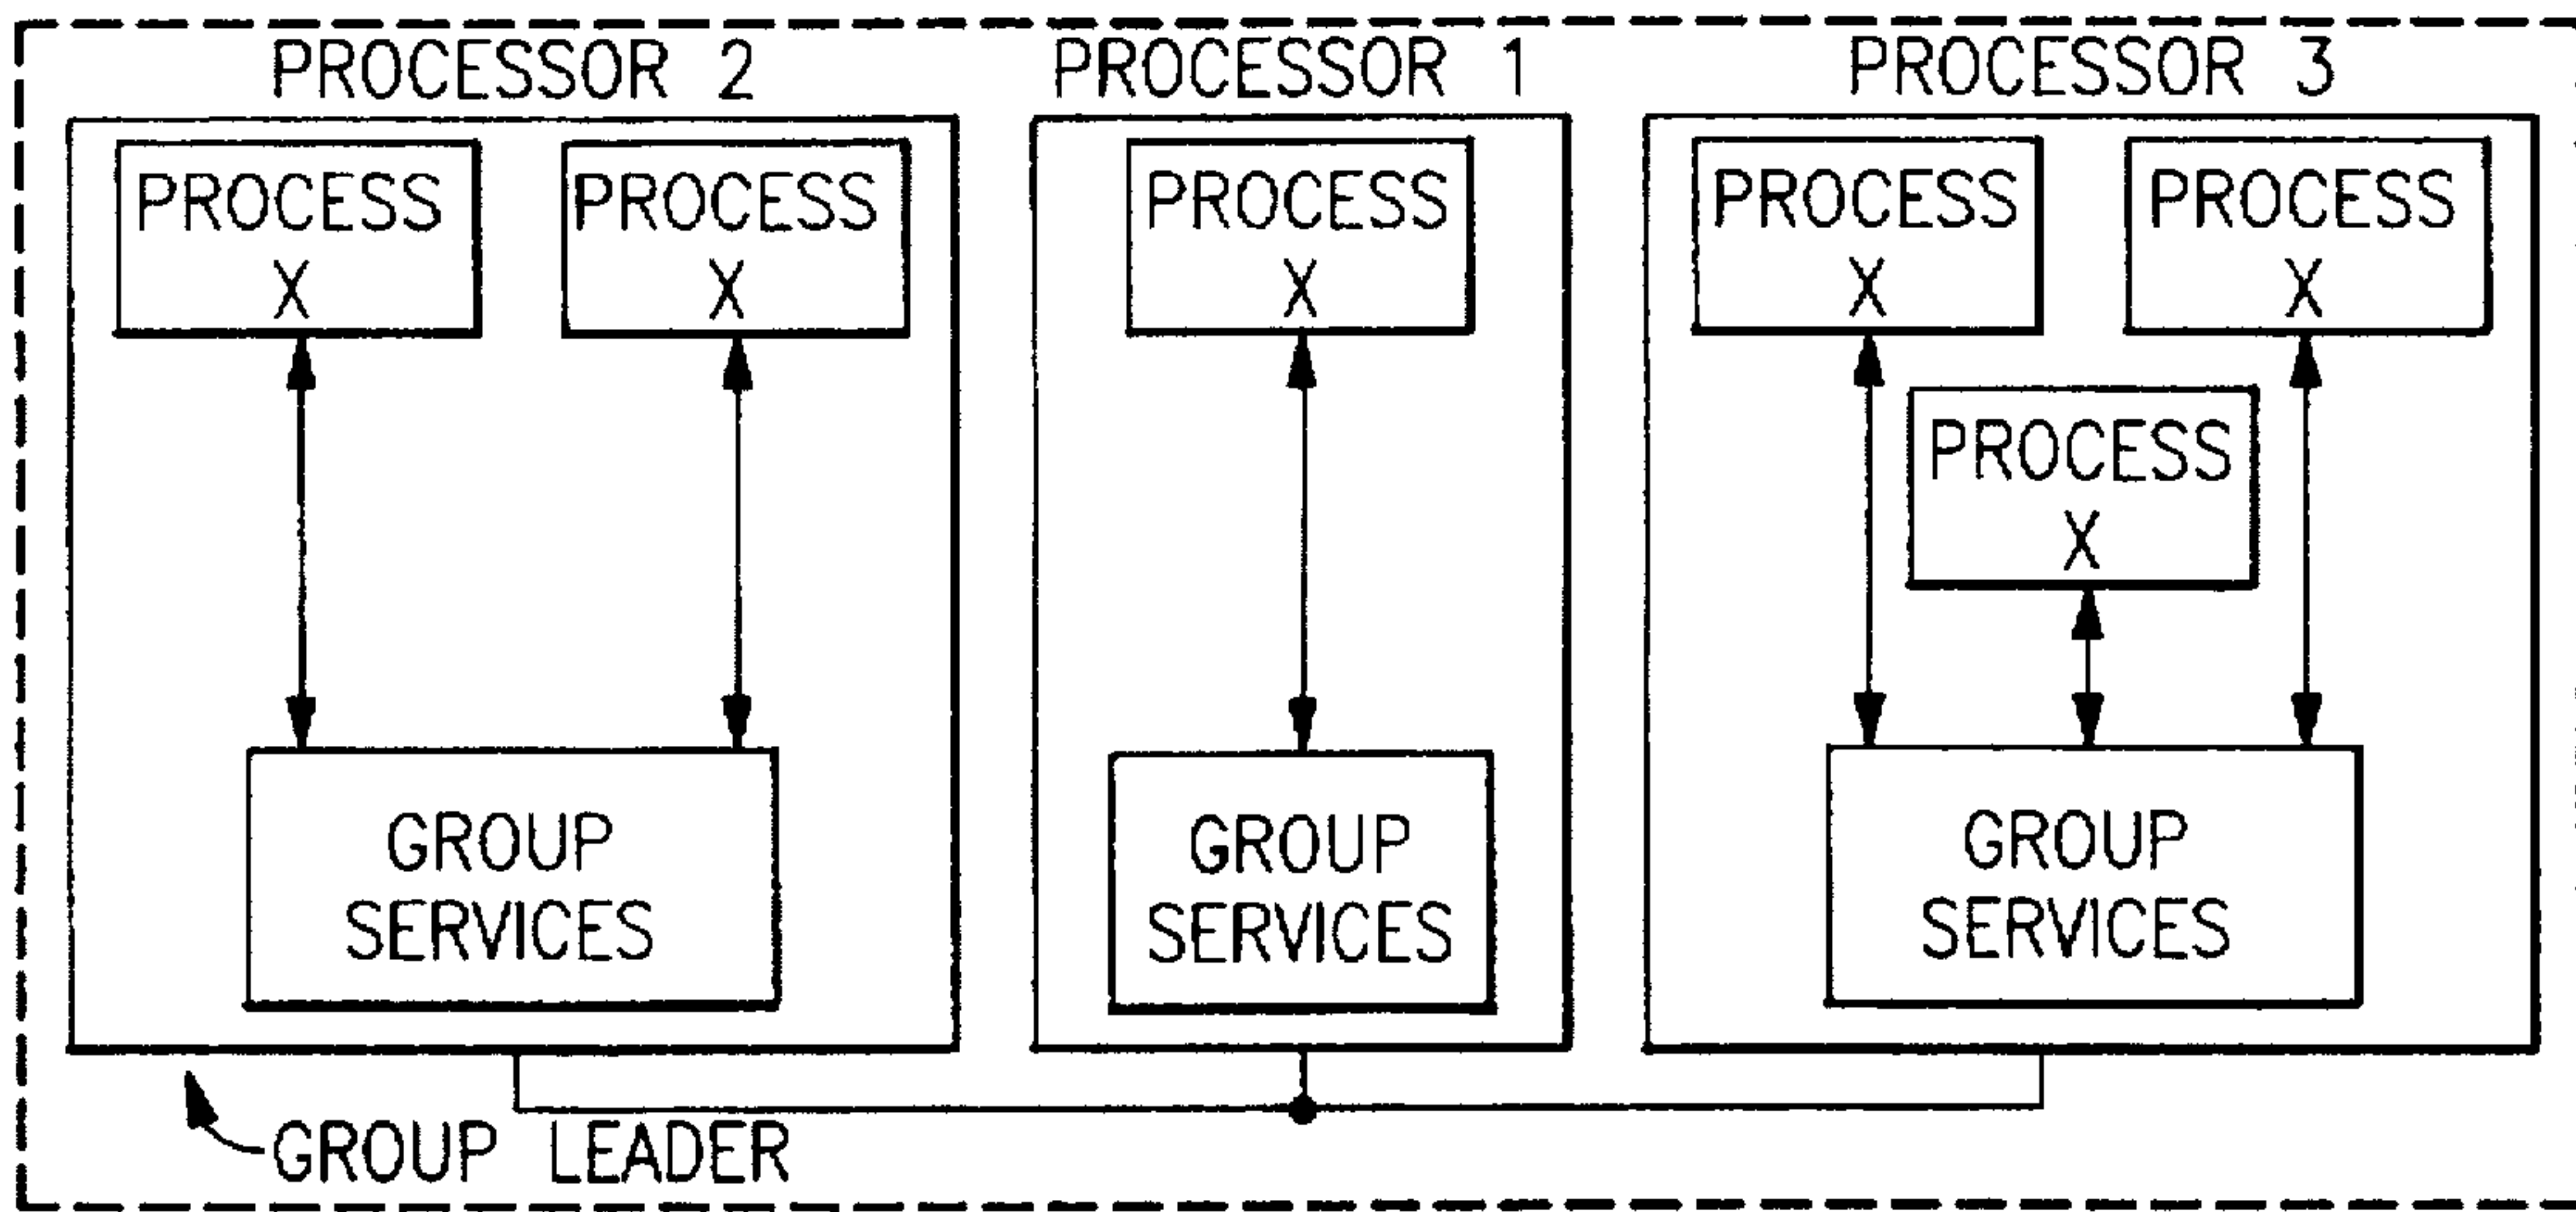 PROCESSOR 2
PROCESSOR 1
PROCESSOR 3
PROCESS
X
PROCESS
X
PROCESS
X
PROCESS
X
PROCESS
X
PROCESS
X
GROUP
SERVICES
GROUP
SERVICES
GROUP
SERVICES
GROUP LEADER